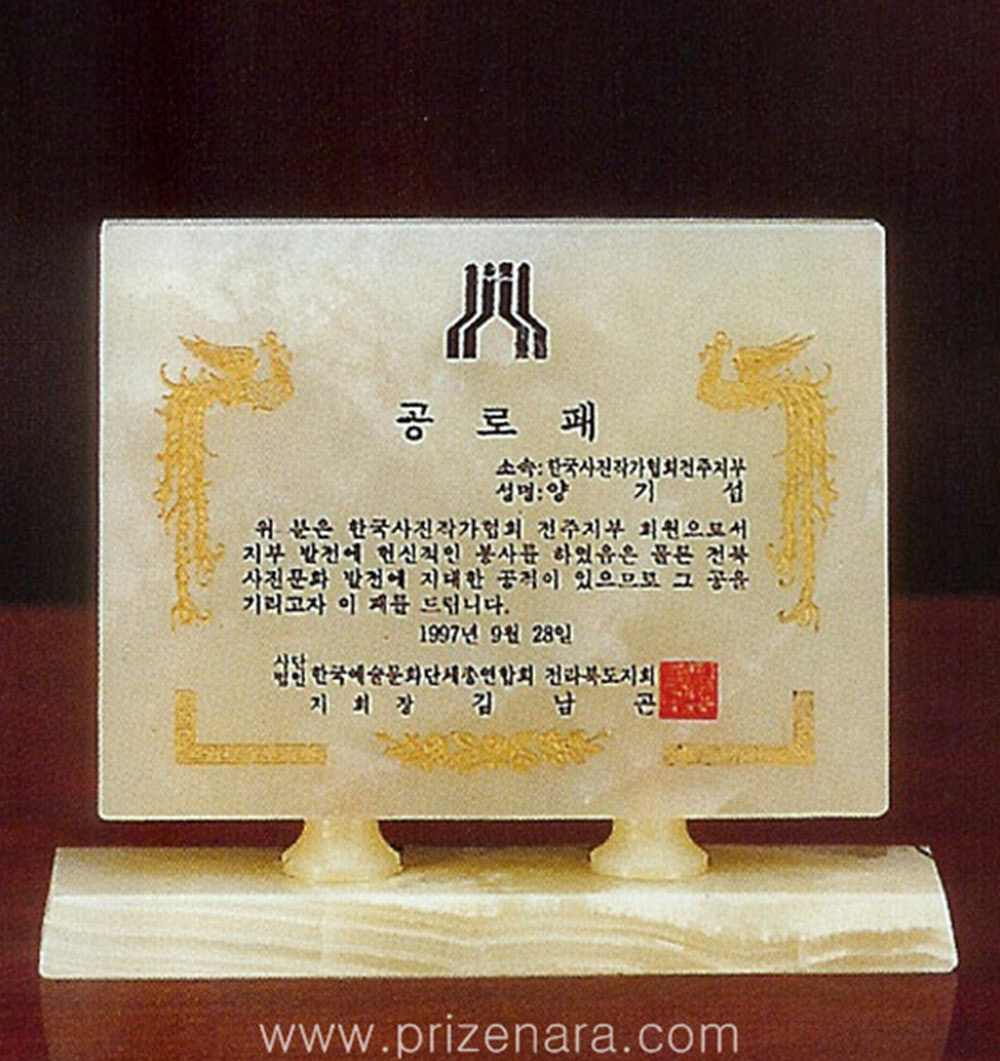 공 로 패
소속:한국사진작가협회전주지부
성명:양 기 섭
위 분은 한국사진작가협회 전주지부 회원으로서
지부 발전에 헌신적인 봉사를 하였음은 물론 전북
사진문화 발전에 지대한 공적이 있으므로 그 공을
기리고자 이 패를 드립니다.
1997년 9월 28일
사단
법인 한국예술문화단체총연합회 전라북도지회
지 회 장 김 남 곤
www.prizenara.com